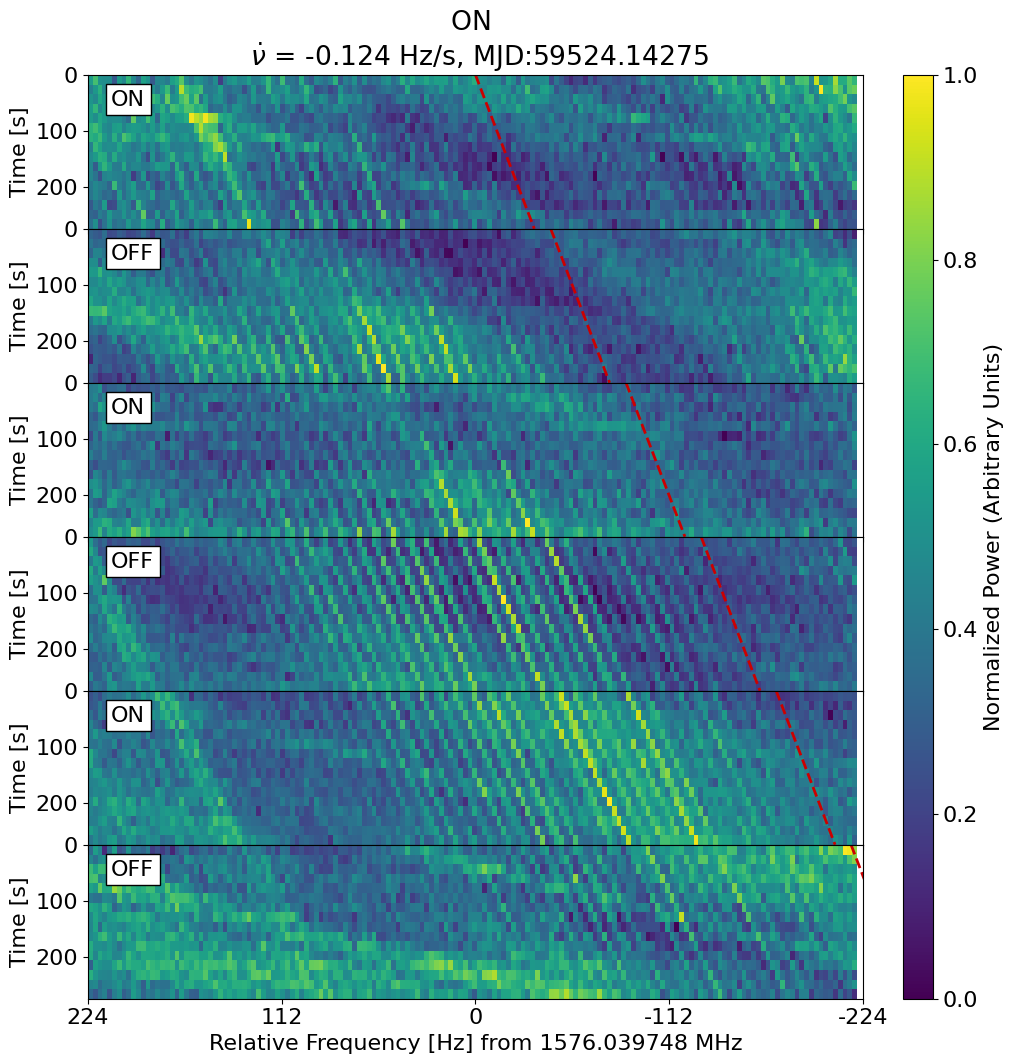 ON
ν̇ = -0.124 Hz/s, MJD:59524.14275
0
ON
100
Time [s]
200
0
OFF
100
Time [s]
200
0
ON
100
Time [s]
200
0
OFF
100
Time [s]
200
0
ON
100
Time [s]
200
0
OFF
100
Time [s]
200
224 112 0 -112 -224
Relative Frequency [Hz] from 1576.039748 MHz
1.0
0.8
0.6
0.4
0.2
0.0
Normalized Power (Arbitrary Units)